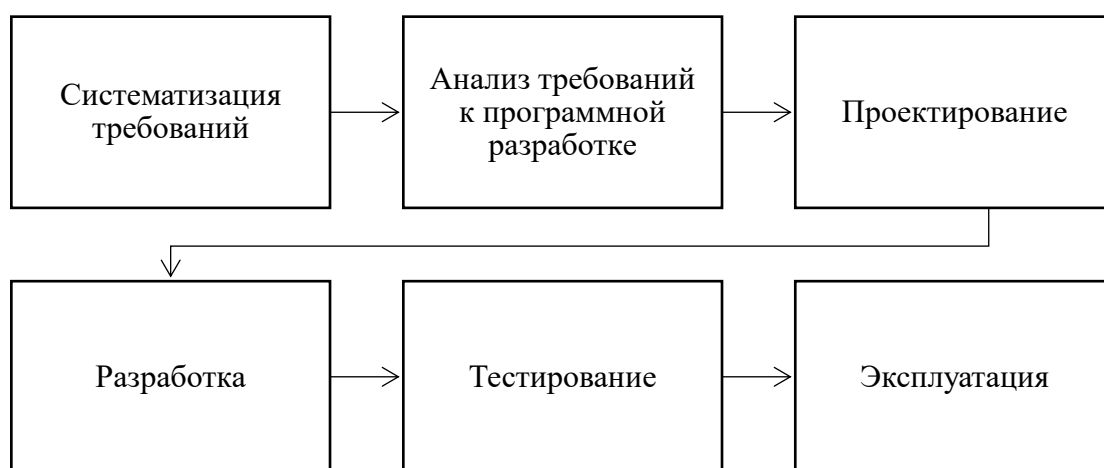 Систематизация
требований
Анализ требований
к программной
разработке
Проектирование
Разработка
Тестирование
Эксплуатация